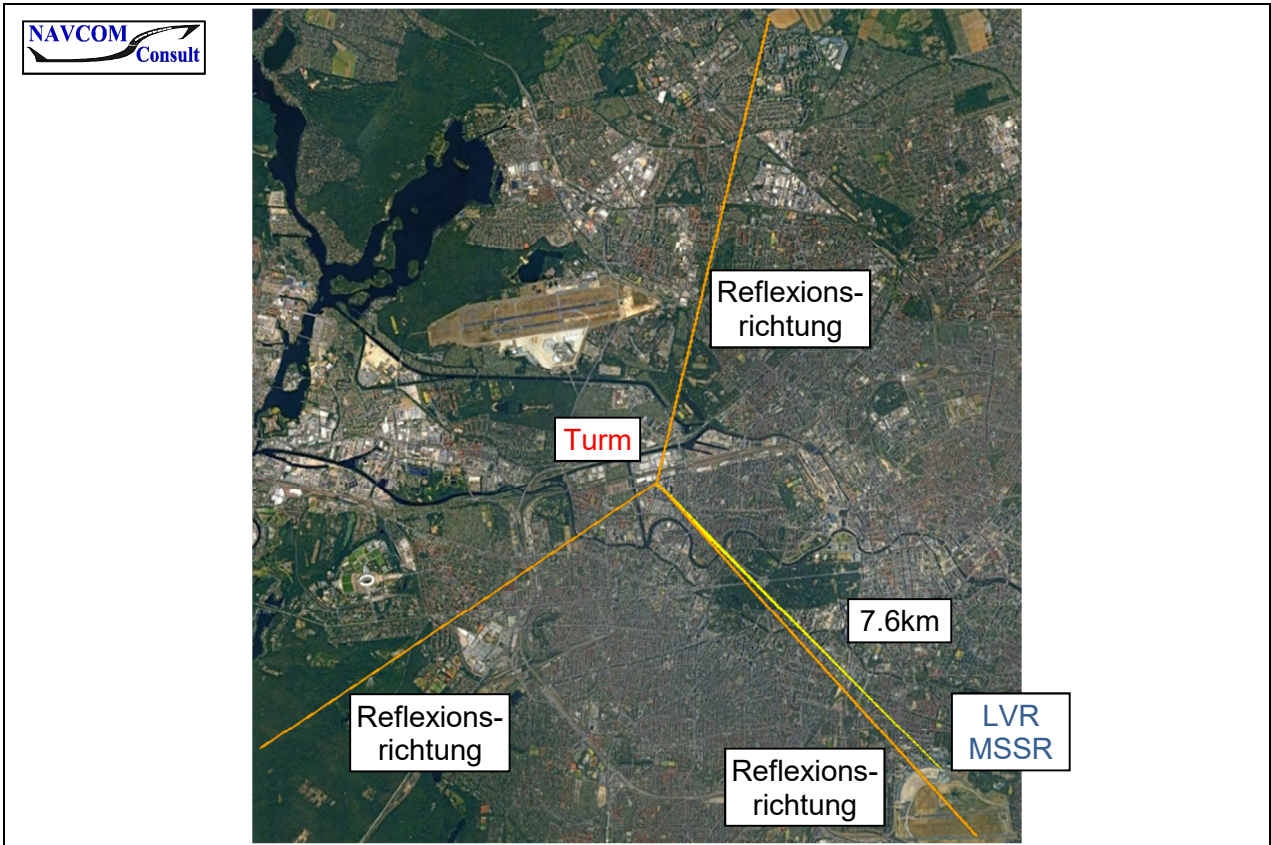 NAVCOM
Consult
Reflexions-
richtung
Turm
7.6km
Reflexions-
richtung
LVR
MSSR
Reflexions-
richtung